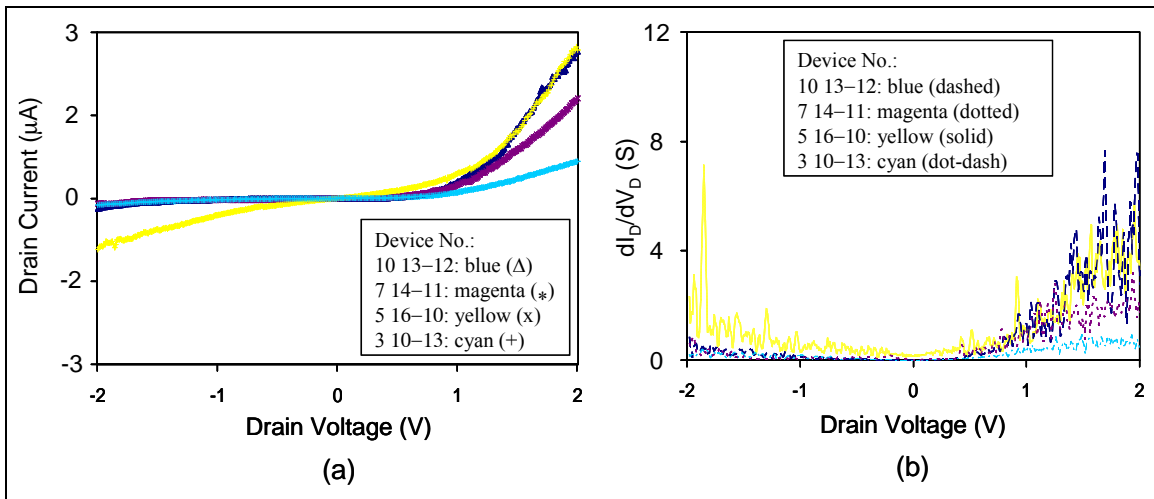 3
2
0
-2
-3
-2
-1
0
1
2
Drain Current (μA)
Drain Voltage (V)
Device No.:
10 13−12: blue (Δ)
7 14−11: magenta (*)
5 16−10: yellow (x)
3 10−13: cyan (+)
(a)
12
8
4
0
-2
-1
0
1
2
dI_D/dV_D (S)
Drain Voltage (V)
Device No.:
10 13−12: blue (dashed)
7 14−11: magenta (dotted)
5 16−10: yellow (solid)
3 10−13: cyan (dot-dash)
(b)